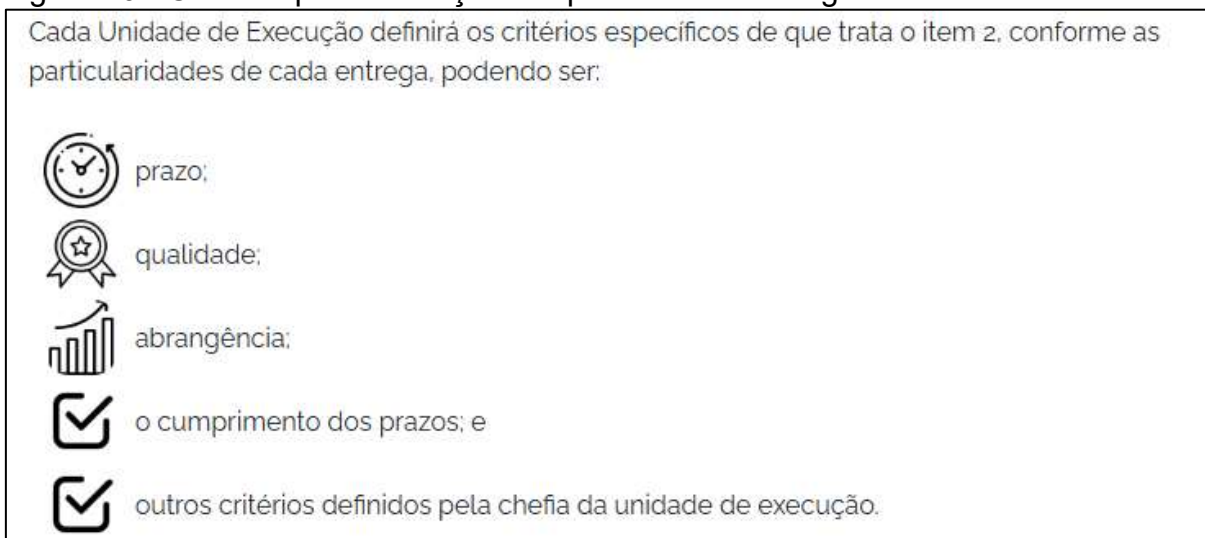 Cada Unidade de Execução definirá os critérios específicos de que trata o item 2, conforme as
particularidades de cada entrega, podendo ser:
prazo;
qualidade;
abrangência;
o cumprimento dos prazos; e
outros critérios definidos pela chefia da unidade de execução.